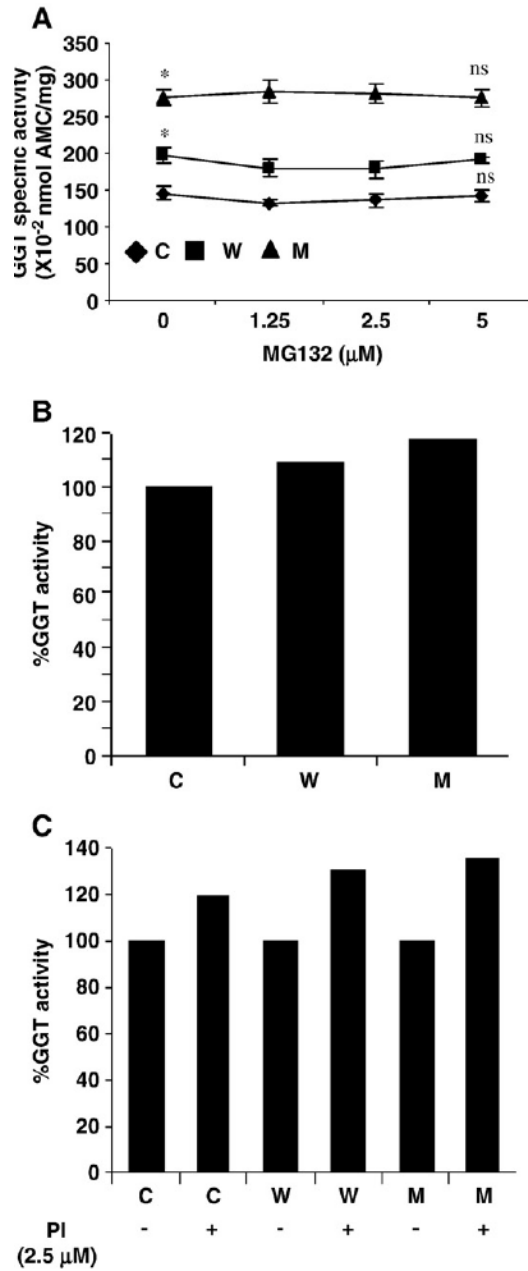 A
GGT specific activity
(X10-2 nmol AMC/mg)
350
300
250
200
150
100
50
0
*
ns
*
ns
ns
C W M
0 1.25 2.5 5
MG132 (μM)
B
%GGT activity
120
100
80
60
40
20
0
C W M
C
%GGT activity
140
120
100
80
60
40
20
0
C C W W M M
PI - + - + - +
(2.5 μM)